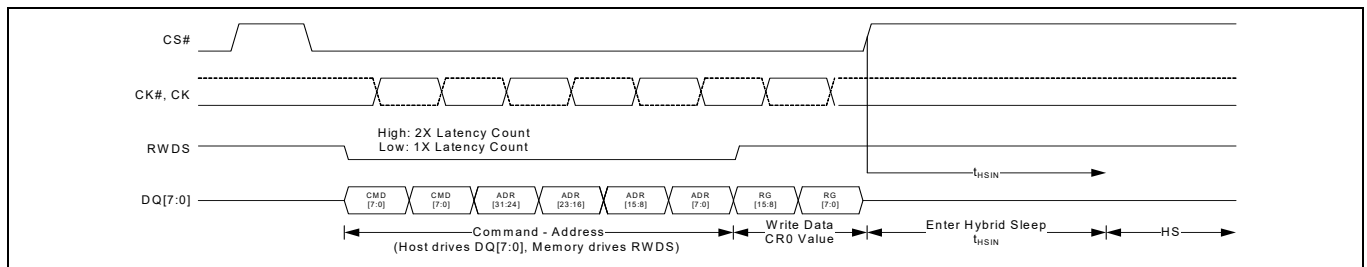 CS#
CK#, CK
High: 2X Latency Count
Low: 1X Latency Count
RWDS
tHSIN
DQ[7:0]
CMD
[7:0]
CMD
[7:0]
ADR
[31:24]
ADR
[23:16]
ADR
[15:8]
ADR
[7:0]
RG
[15:8]
RG
[7:0]
Command - Address
(Host drives DQ[7:0], Memory drives RWDS)
Write Data
CR0 Value
Enter Hybrid Sleep
tHSIN
HS